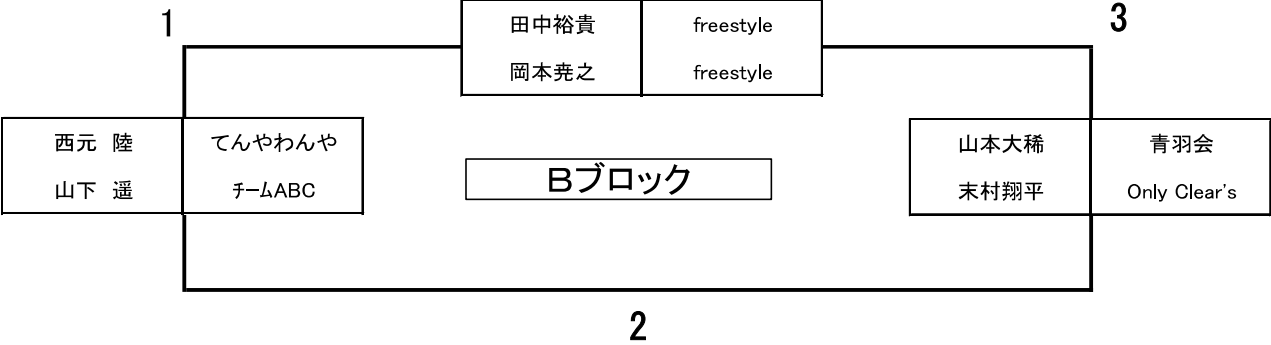 1
田中裕貴 freestyle
岡本尭之 freestyle
3
西元 陸 てんやわんや
山下 遥 ﾁｰﾑABC
Bブロック
山本大稀 青羽会
末村翔平 Only Clear's
2